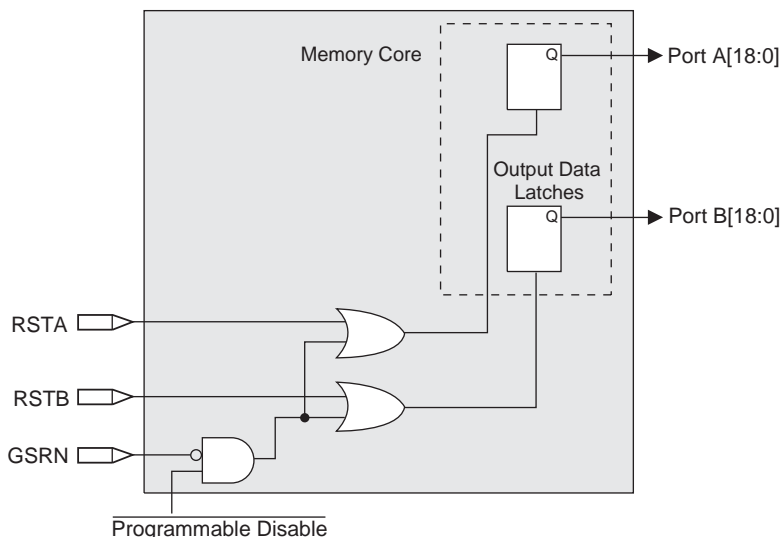 Memory Core
Q
Port A[18:0]
Output Data
Latches
Q
Port B[18:0]
RSTA
RSTB
GSRN
Programmable Disable